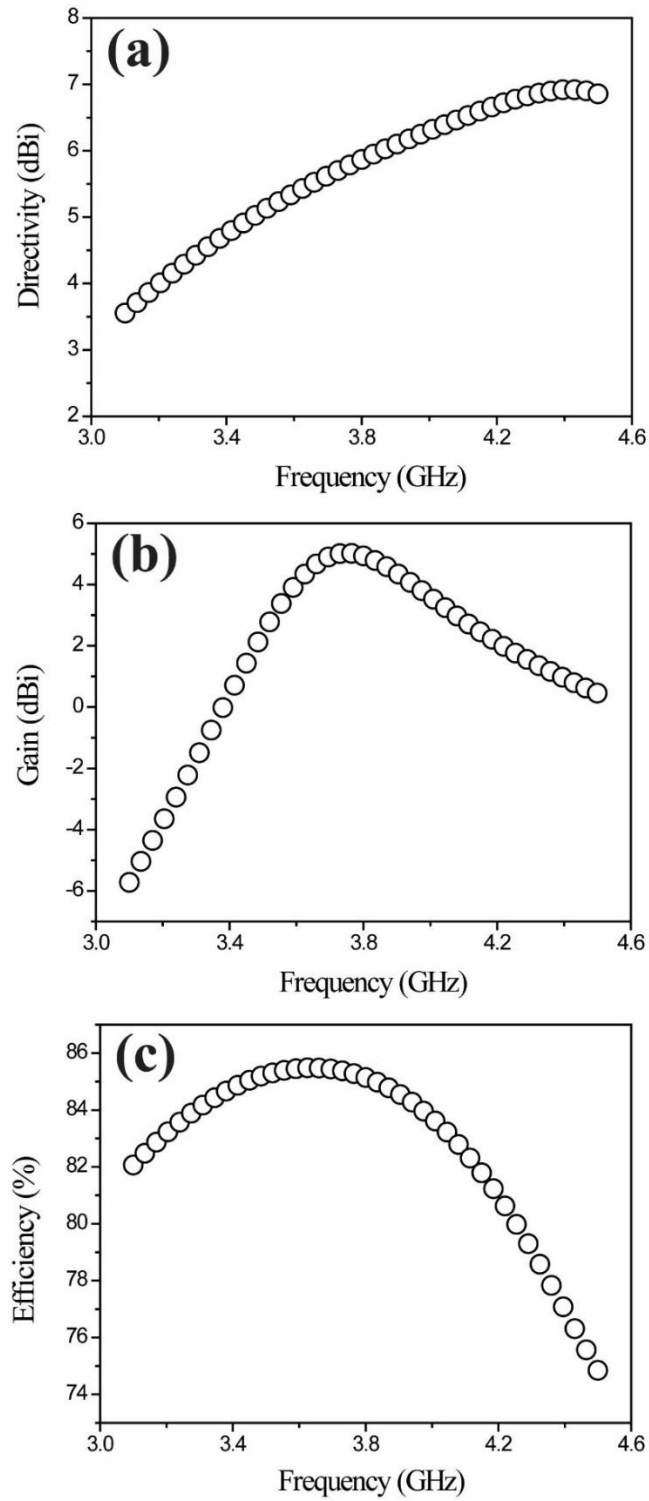 (a)
8
7
6
5
4
3
2
Directivity (dBi)
3.0 3.4 3.8 4.2 4.6
Frequency (GHz)
(b)
6
4
2
0
-2
-4
-6
Gain (dBi)
3.0 3.4 3.8 4.2 4.6
Frequency (GHz)
(c)
86
84
82
80
78
76
74
Efficiency (%)
3.0 3.4 3.8 4.2 4.6
Frequency (GHz)